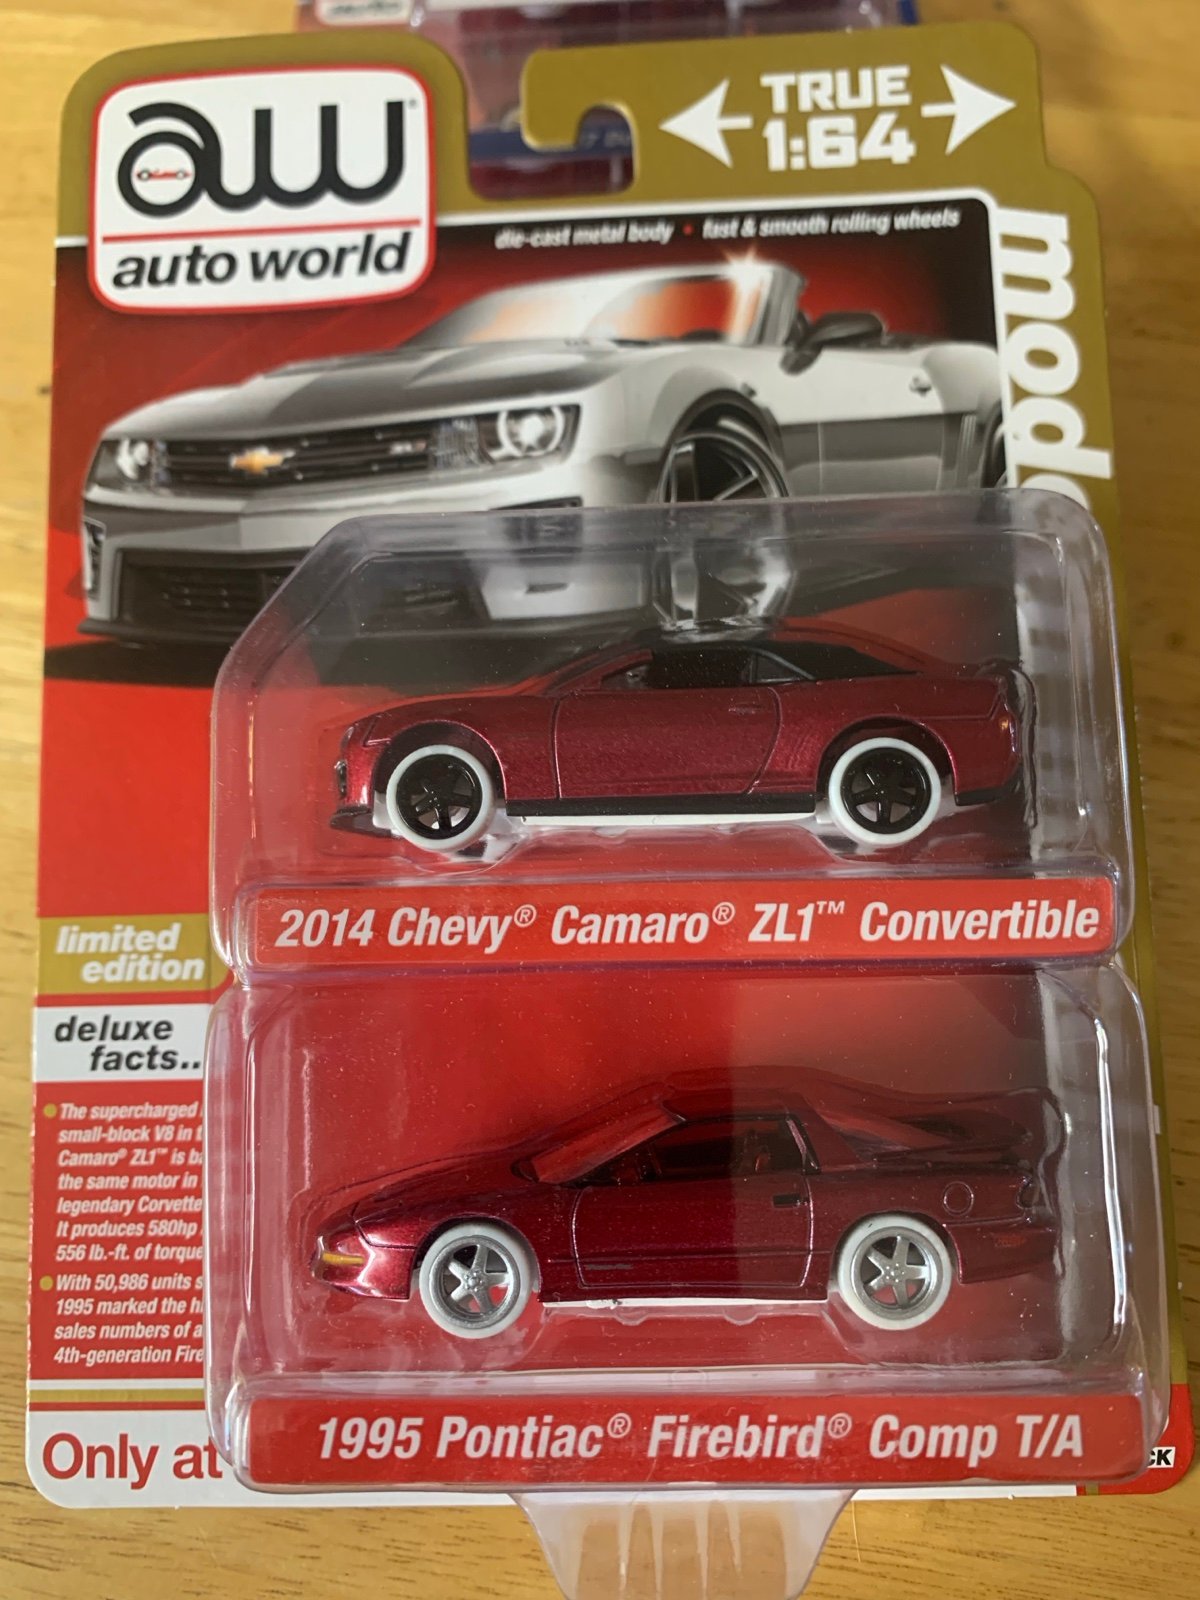 TRUE
1:64
aw
auto world
die-cast metal body • fast & smooth rolling wheels
2014 Chevy® Camaro® ZL1™ Convertible
limited
edition
deluxe
facts..
The supercharged
small-block V8 in
Camaro® ZL1™ is
the same motor in
legendary Corvette
It produces 580hp
556 lb.-ft. of torque
With 50,986 units
1995 marked the
sales numbers of
4th-generation
1995 Pontiac® Firebird® Comp T/A
Only at